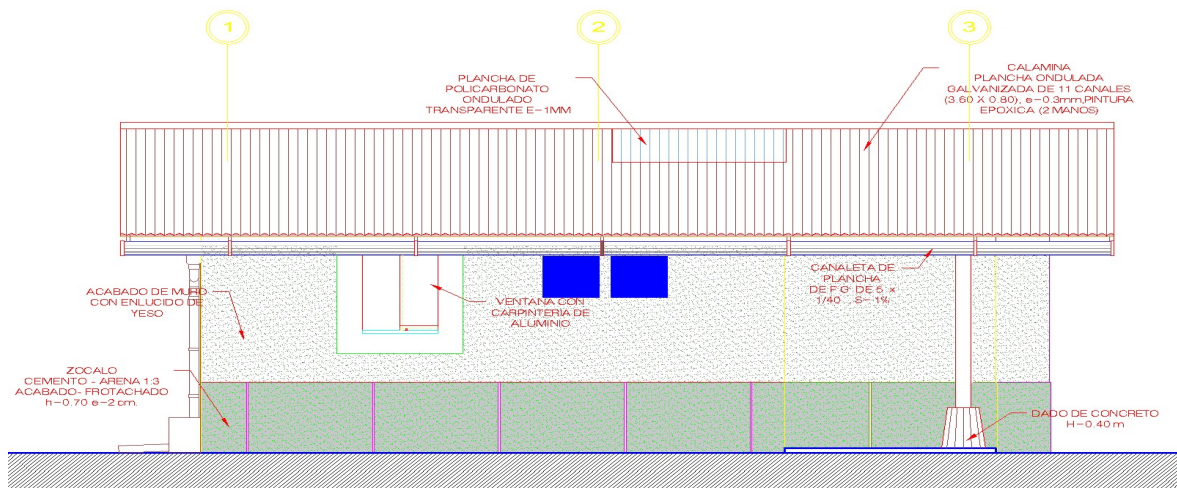 1
2
3
PLANCHA DE
POLICARBONATO
ONDULADO
TRANSPARENTE E-1MM
CALAMINA
PLANCHA ONDULADA
GALVANIZADA DE 11 CANALES
(3.60 X 0.80), e-0.3mm,PINTURA
EPOXICA (2 MANOS)
ACABADO DE MURO
CON ENLUCIDO DE
YESO
VENTANA CON
CARPINTERIA DE
ALUMINIO
CANALETA DE
PLANCHA
DE F°G° DE 6" x
1/40", S-1%
ZOCALO
CEMENTO - ARENA 1:3
ACABADO- FROTACHADO
h-0.70 e-2 cm.
DADO DE CONCRETO
H-0.40 m